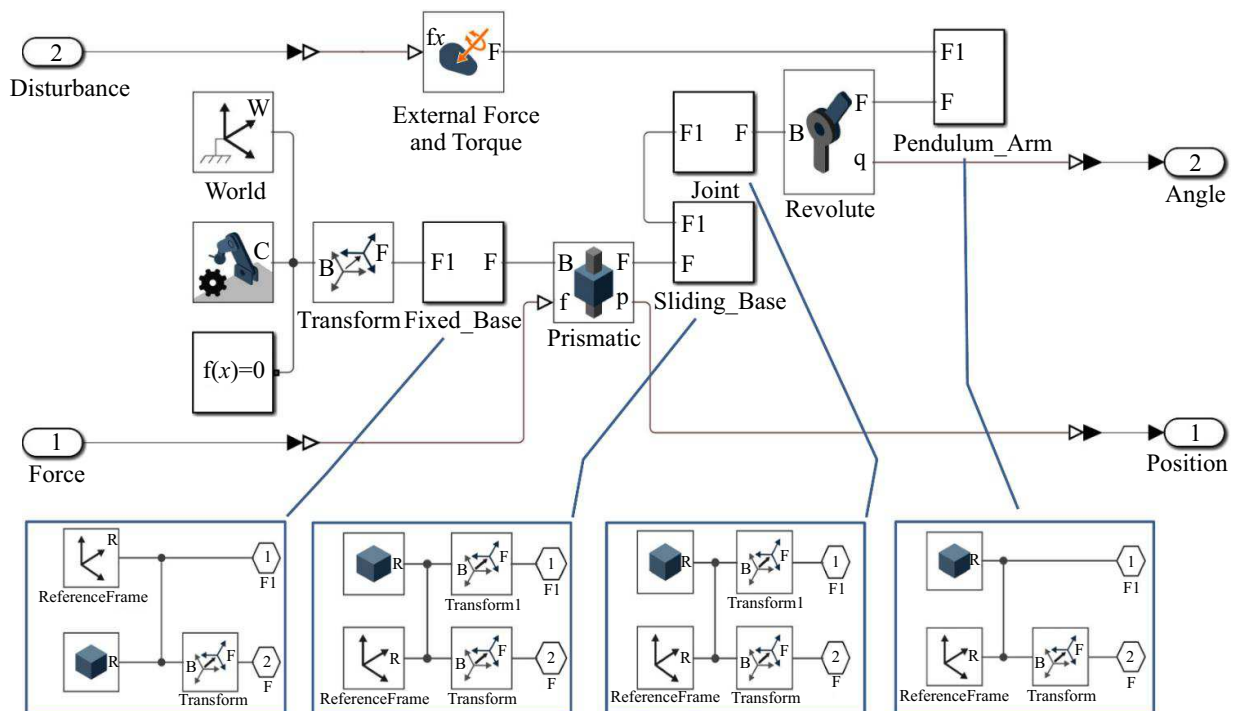 2
Disturbance
fx
F
External Force
and Torque
F1
F
Pendulum_Arm
W
World
F1
F
Joint
B
F
q
Revolute
2
Angle
C
B
F
Transform
F1
F
Fixed_Base
B
F
f
p
Prismatic
F1
F
Sliding_Base
f(x)=0
1
Force
1
Position
R
ReferenceFrame
1
F1
R
B
F
Transform
2
F
R
B
F
Transform1
1
F1
R
ReferenceFrame
B
F
Transform
2
F
R
B
F
Transform1
1
F1
R
ReferenceFrame
B
F
Transform
2
F
R
1
F1
R
ReferenceFrame
B
F
Transform
2
F